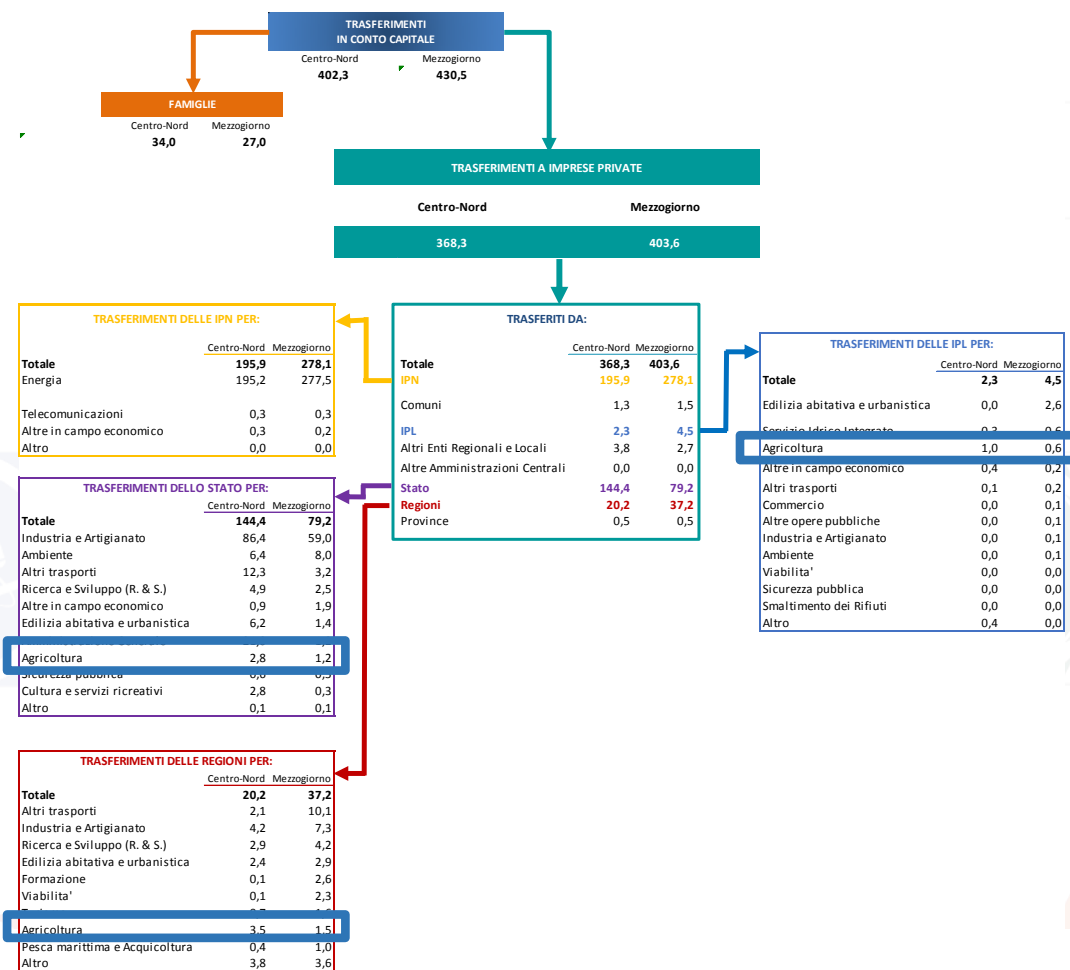 TRASFERIMENTI
IN CONTO CAPITALE
Centro-Nord Mezzogiorno
402,3 430,5
FAMIGLIE
Centro-Nord Mezzogiorno
34,0 27,0
TRASFERIMENTI A IMPRESE PRIVATE
Centro-Nord Mezzogiorno
368,3 403,6
TRASFERIMENTI DELLE IPN PER:
Centro-Nord Mezzogiorno
Totale 195,9 278,1
Energia 195,2 277,5
Telecomunicazioni 0,3 0,3
Altre in campo economico 0,3 0,2
Altro 0,0 0,0
TRASFERITI DA:
Centro-Nord Mezzogiorno
Totale 368,3 403,6
IPN 195,9 278,1
Comuni 1,3 1,5
IPL 2,3 4,5
Altri Enti Regionali e Locali 3,8 2,7
Altre Amministrazioni Centrali 0,0 0,0
Stato 144,4 79,2
Regioni 20,2 37,2
Province 0,5 0,5
TRASFERIMENTI DELLE IPL PER:
Centro-Nord Mezzogiorno
Totale 2,3 4,5
Edilizia abitativa e urbanistica 0,0 2,6
Servizio Idrico Integrato 0,3 0,6
Agricoltura 1,0 0,6
Altre in campo economico 0,4 0,2
Altri trasporti 0,1 0,2
Commercio 0,0 0,1
Altre opere pubbliche 0,0 0,1
Industria e Artigianato 0,0 0,1
Ambiente 0,0 0,1
Viabilita' 0,0 0,0
Sicurezza pubblica 0,0 0,0
Smaltimento dei Rifiuti 0,0 0,0
Altro 0,4 0,0
TRASFERIMENTI DELLO STATO PER:
Centro-Nord Mezzogiorno
Totale 144,4 79,2
Industria e Artigianato 86,4 59,0
Ambiente 6,4 8,0
Altri trasporti 12,3 3,2
Ricerca e Sviluppo (R. & S.) 4,9 2,5
Altre in campo economico 0,9 1,9
Edilizia abitativa e urbanistica 6,2 1,4
Agricoltura 2,8 1,2
Sicurezza pubblica
Cultura e servizi ricreativi 2,8 0,3
Altro 0,1 0,1
TRASFERIMENTI DELLE REGIONI PER:
Centro-Nord Mezzogiorno
Totale 20,2 37,2
Altri trasporti 2,1 10,1
Industria e Artigianato 4,2 7,3
Ricerca e Sviluppo (R. & S.) 2,9 4,2
Edilizia abitativa e urbanistica 2,4 2,9
Formazione 0,1 2,6
Viabilita' 0,1 2,3
Agricoltura 3,5 1,5
Pesca marittima e Acquicoltura 0,4 1,0
Altro 3,8 3,6